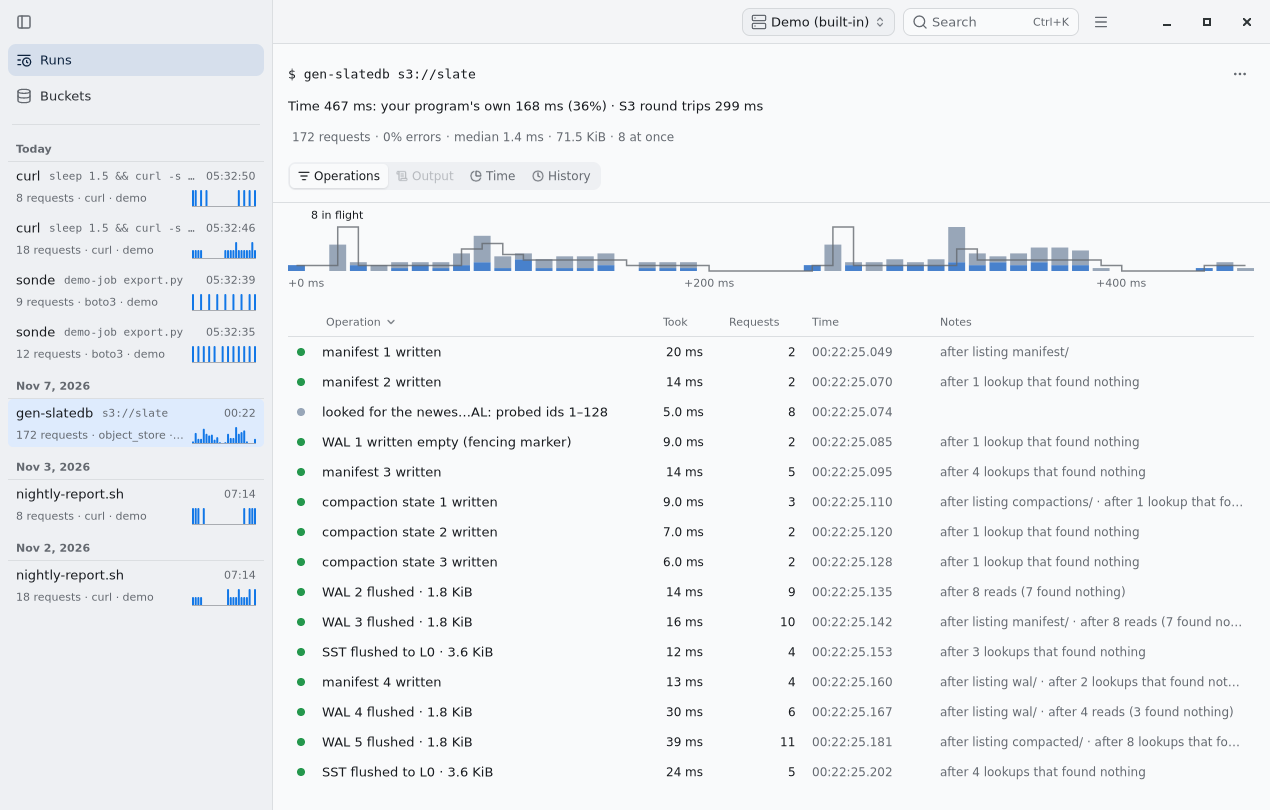 Demo (built-in)
Search
Ctrl+K
Runs
Buckets
Today
curl sleep 1.5 && curl -s … 05:32:50
8 requests · curl · demo
curl sleep 1.5 && curl -s … 05:32:46
18 requests · curl · demo
sonde demo-job export.py 05:32:39
9 requests · boto3 · demo
sonde demo-job export.py 05:32:35
12 requests · boto3 · demo
Nov 7, 2026
gen-slatedb s3://slate 00:22
172 requests · object_store ·…
Nov 3, 2026
nightly-report.sh 07:14
8 requests · curl · demo
Nov 2, 2026
nightly-report.sh 07:14
18 requests · curl · demo
$ gen-slatedb s3://slate
Time 467 ms: your program's own 168 ms (36%) · S3 round trips 299 ms
172 requests · 0% errors · median 1.4 ms · 71.5 KiB · 8 at once
Operations Output Time History
8 in flight
+0 ms +200 ms +400 ms
Operation Took Requests Time Notes
manifest 1 written 20 ms 2 00:22:25.049 after listing manifest/
manifest 2 written 14 ms 2 00:22:25.070 after 1 lookup that found nothing
looked for the newes…AL: probed ids 1–128 5.0 ms 8 00:22:25.074
WAL 1 written empty (fencing marker) 9.0 ms 2 00:22:25.085 after 1 lookup that found nothing
manifest 3 written 14 ms 5 00:22:25.095 after 4 lookups that found nothing
compaction state 1 written 9.0 ms 3 00:22:25.110 after listing compactions/ · after 1 lookup that fo…
compaction state 2 written 7.0 ms 2 00:22:25.120 after 1 lookup that found nothing
compaction state 3 written 6.0 ms 2 00:22:25.128 after 1 lookup that found nothing
WAL 2 flushed · 1.8 KiB 14 ms 9 00:22:25.135 after 8 reads (7 found nothing)
WAL 3 flushed · 1.8 KiB 16 ms 10 00:22:25.142 after listing manifest/ · after 8 reads (7 found no…
SST flushed to L0 · 3.6 KiB 12 ms 4 00:22:25.153 after 3 lookups that found nothing
manifest 4 written 13 ms 4 00:22:25.160 after listing wal/ · after 2 lookups that found not…
WAL 4 flushed · 1.8 KiB 30 ms 6 00:22:25.167 after listing wal/ · after 4 reads (3 found nothing)
WAL 5 flushed · 1.8 KiB 39 ms 11 00:22:25.181 after listing compacted/ · after 8 lookups that fo…
SST flushed to L0 · 3.6 KiB 24 ms 5 00:22:25.202 after 4 lookups that found nothing